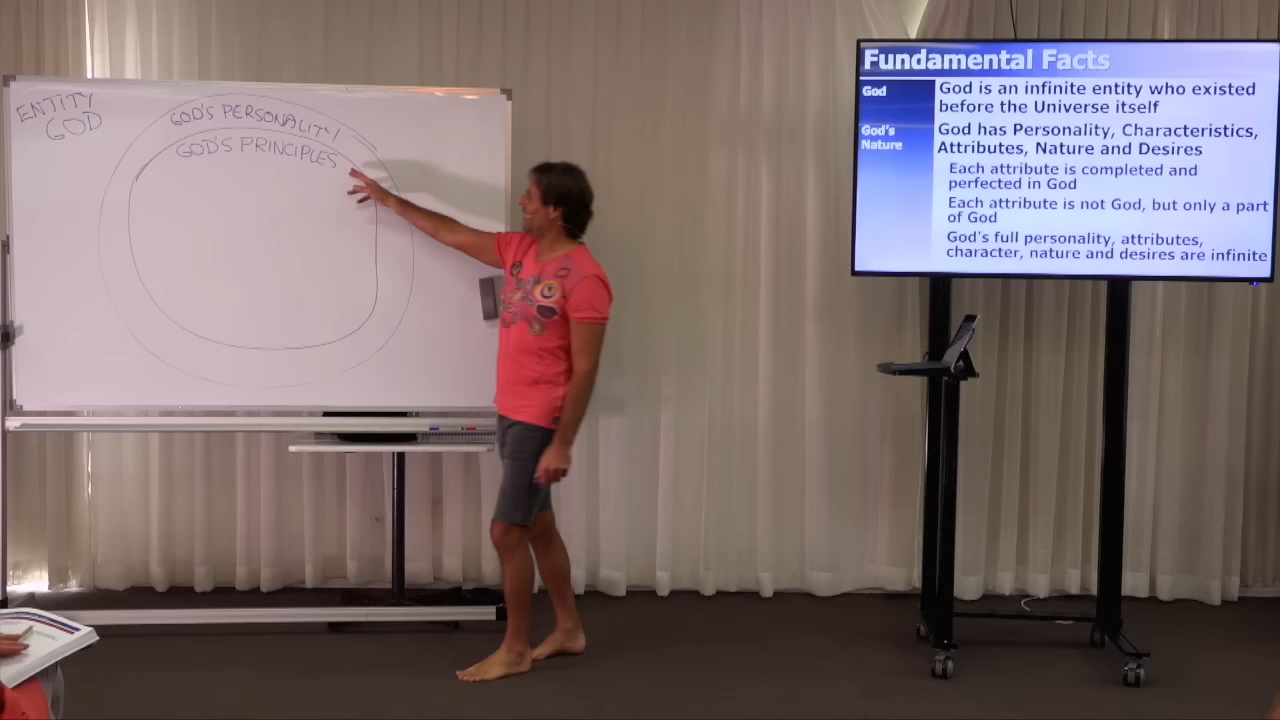 ENTITY
GOD
GOD'S PERSONALITY
GOD'S PRINCIPLES
Fundamental Facts
God
God is an infinite entity who existed
before the Universe itself
God's
Nature
God has Personality, Characteristics,
Attributes, Nature and Desires
Each attribute is completed and
perfected in God
Each attribute is not God, but only a part
of God
God's full personality, attributes,
character, nature and desires are infinite